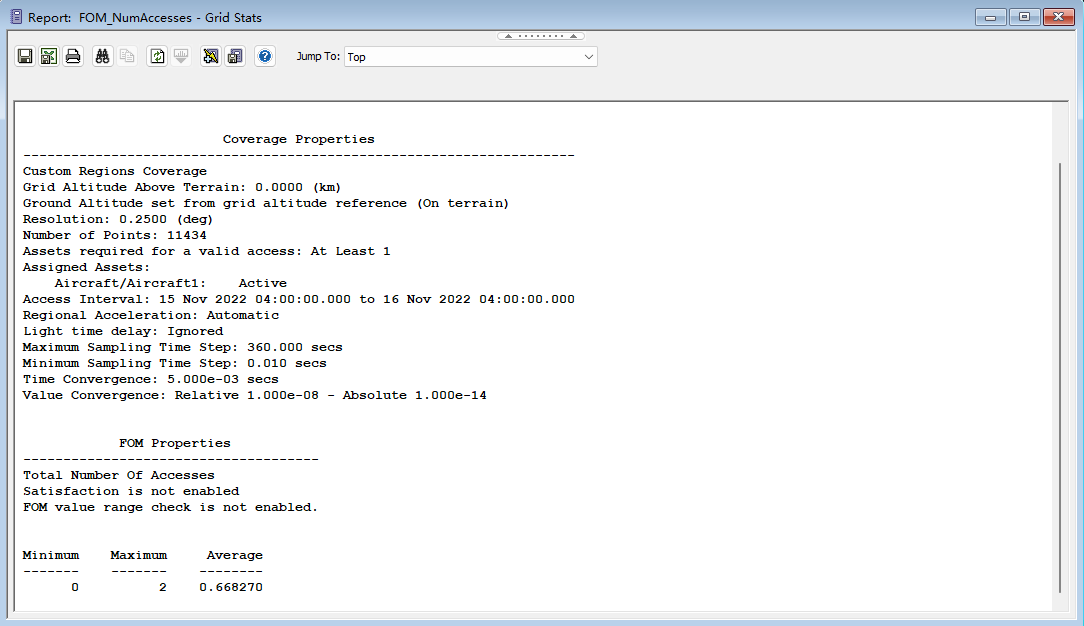 Report: FOM_NumAccesses - Grid Stats
Jump To: Top
Coverage Properties
---------------------------------------------------------------------
Custom Regions Coverage
Grid Altitude Above Terrain: 0.0000 (km)
Ground Altitude set from grid altitude reference (On terrain)
Resolution: 0.2500 (deg)
Number of Points: 11434
Assets required for a valid access: At Least 1
Assigned Assets:
Aircraft/Aircraft1: Active
Access Interval: 15 Nov 2022 04:00:00.000 to 16 Nov 2022 04:00:00.000
Regional Acceleration: Automatic
Light time delay: Ignored
Maximum Sampling Time Step: 360.000 secs
Minimum Sampling Time Step: 0.010 secs
Time Convergence: 5.000e-03 secs
Value Convergence: Relative 1.000e-08 - Absolute 1.000e-14
FOM Properties
-------------------------------------
Total Number Of Accesses
Satisfaction is not enabled
FOM value range check is not enabled.
Minimum Maximum Average
------- ------- --------
0 2 0.668270